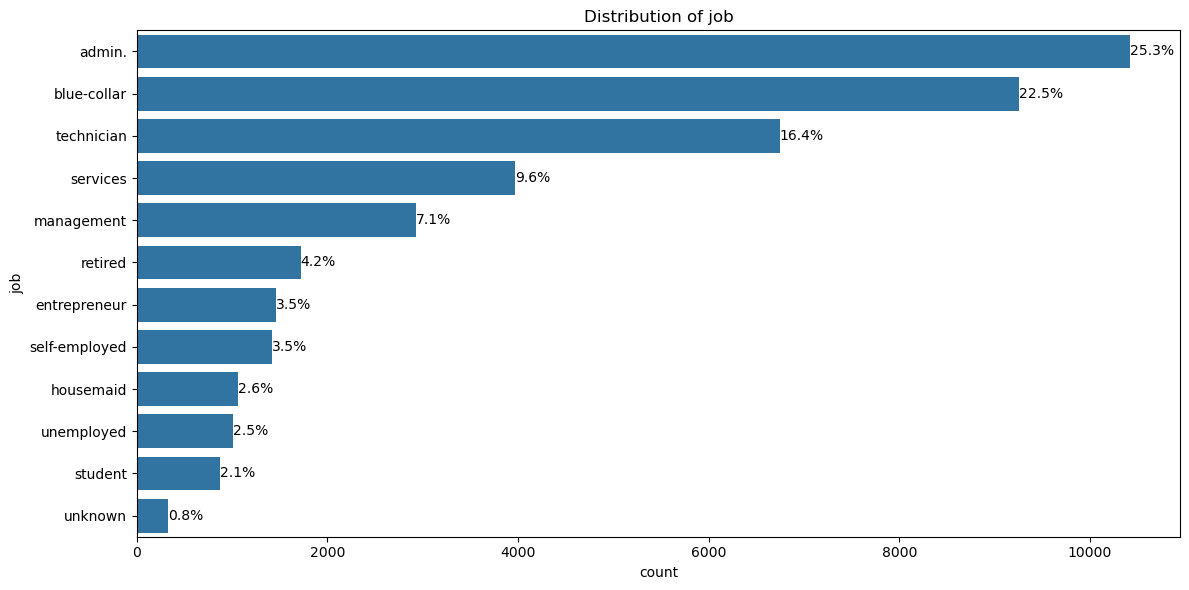 Distribution of job
admin. 25.3%
blue-collar 22.5%
technician 16.4%
services 9.6%
management 7.1%
retired 4.2%
entrepreneur 3.5%
self-employed 3.5%
housemaid 2.6%
unemployed 2.5%
student 2.1%
unknown 0.8%
job
0 2000 4000 6000 8000 10000
count